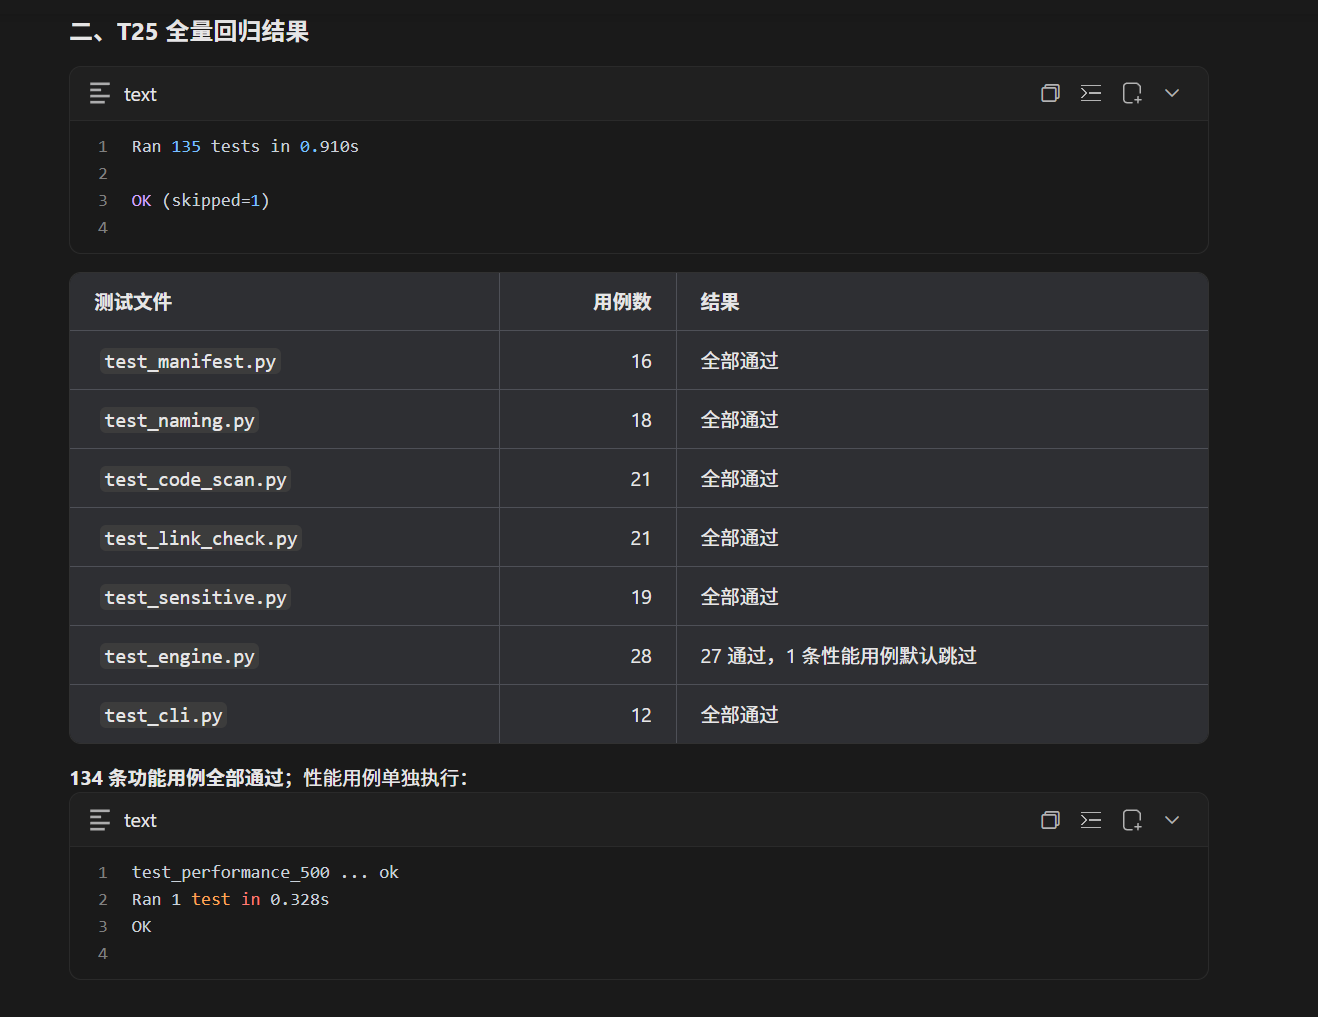 二、T25 全量回归结果
text
1 Ran 135 tests in 0.910s
2
3 OK (skipped=1)
4
测试文件 用例数 结果
test_manifest.py 16 全部通过
test_naming.py 18 全部通过
test_code_scan.py 21 全部通过
test_link_check.py 21 全部通过
test_sensitive.py 19 全部通过
test_engine.py 28 27 通过，1 条性能用例默认跳过
test_cli.py 12 全部通过
134 条功能用例全部通过；性能用例单独执行：
text
1 test_performance_500 ... ok
2 Ran 1 test in 0.328s
3 OK
4